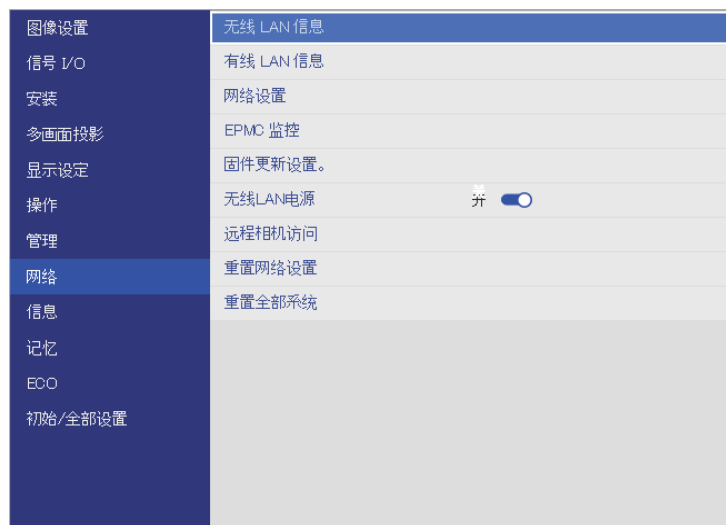 图像设置
信号 I/O
安装
多画面投影
显示设定
操作
管理
网络
信息
记忆
ECO
初始/全部设置
无线 LAN 信息
有线 LAN 信息
网络设置
EPMC 监控
固件更新设置。
无线LAN电源
开
远程相机访问
重置网络设置
重置全部系统